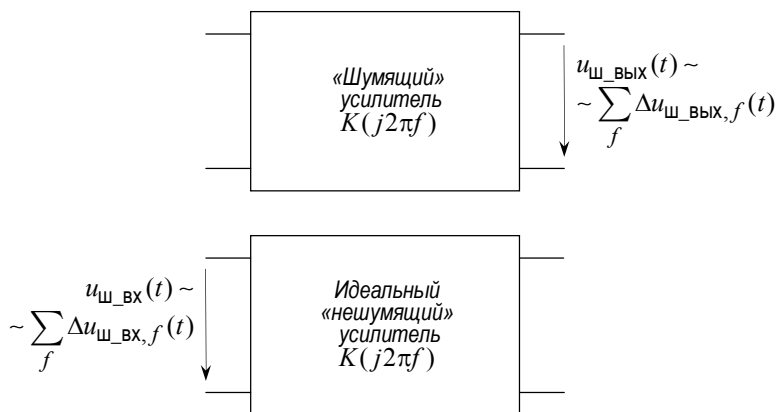 «Шумящий»
усилитель
K(j2πf)
u_Ш_ВЫХ(t) ~
~ ∑_f Δu_Ш_ВЫХ, f(t)
u_Ш_ВХ(t) ~
~ ∑_f Δu_Ш_ВХ, f(t)
Идеальный
«нешумящий»
усилитель
K(j2πf)